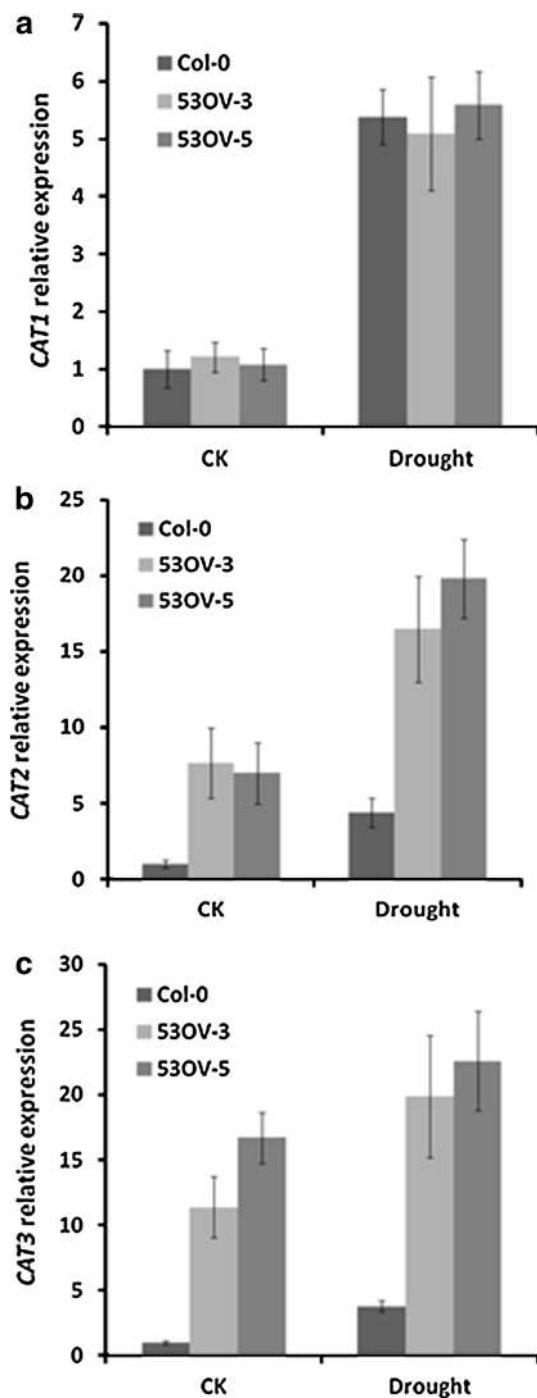 a
CAT1 relative expression
7
6
5
4
3
2
1
0
Col-0
53OV-3
53OV-5
CK Drought
b
CAT2 relative expression
25
20
15
10
5
0
Col-0
53OV-3
53OV-5
CK Drought
c
CAT3 relative expression
30
25
20
15
10
5
0
Col-0
53OV-3
53OV-5
CK Drought